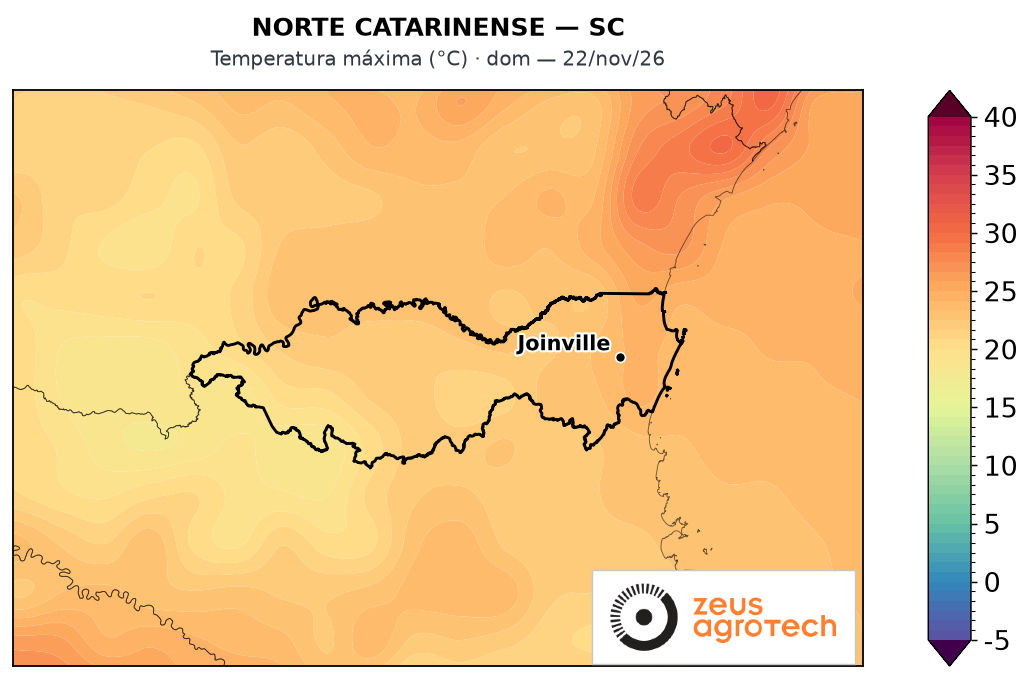 NORTE CATARINENSE — SC
Temperatura máxima (°C) · dom — 22/nov/26
Joinville
40
35
30
25
20
15
10
5
0
-5
zeus
agrotech